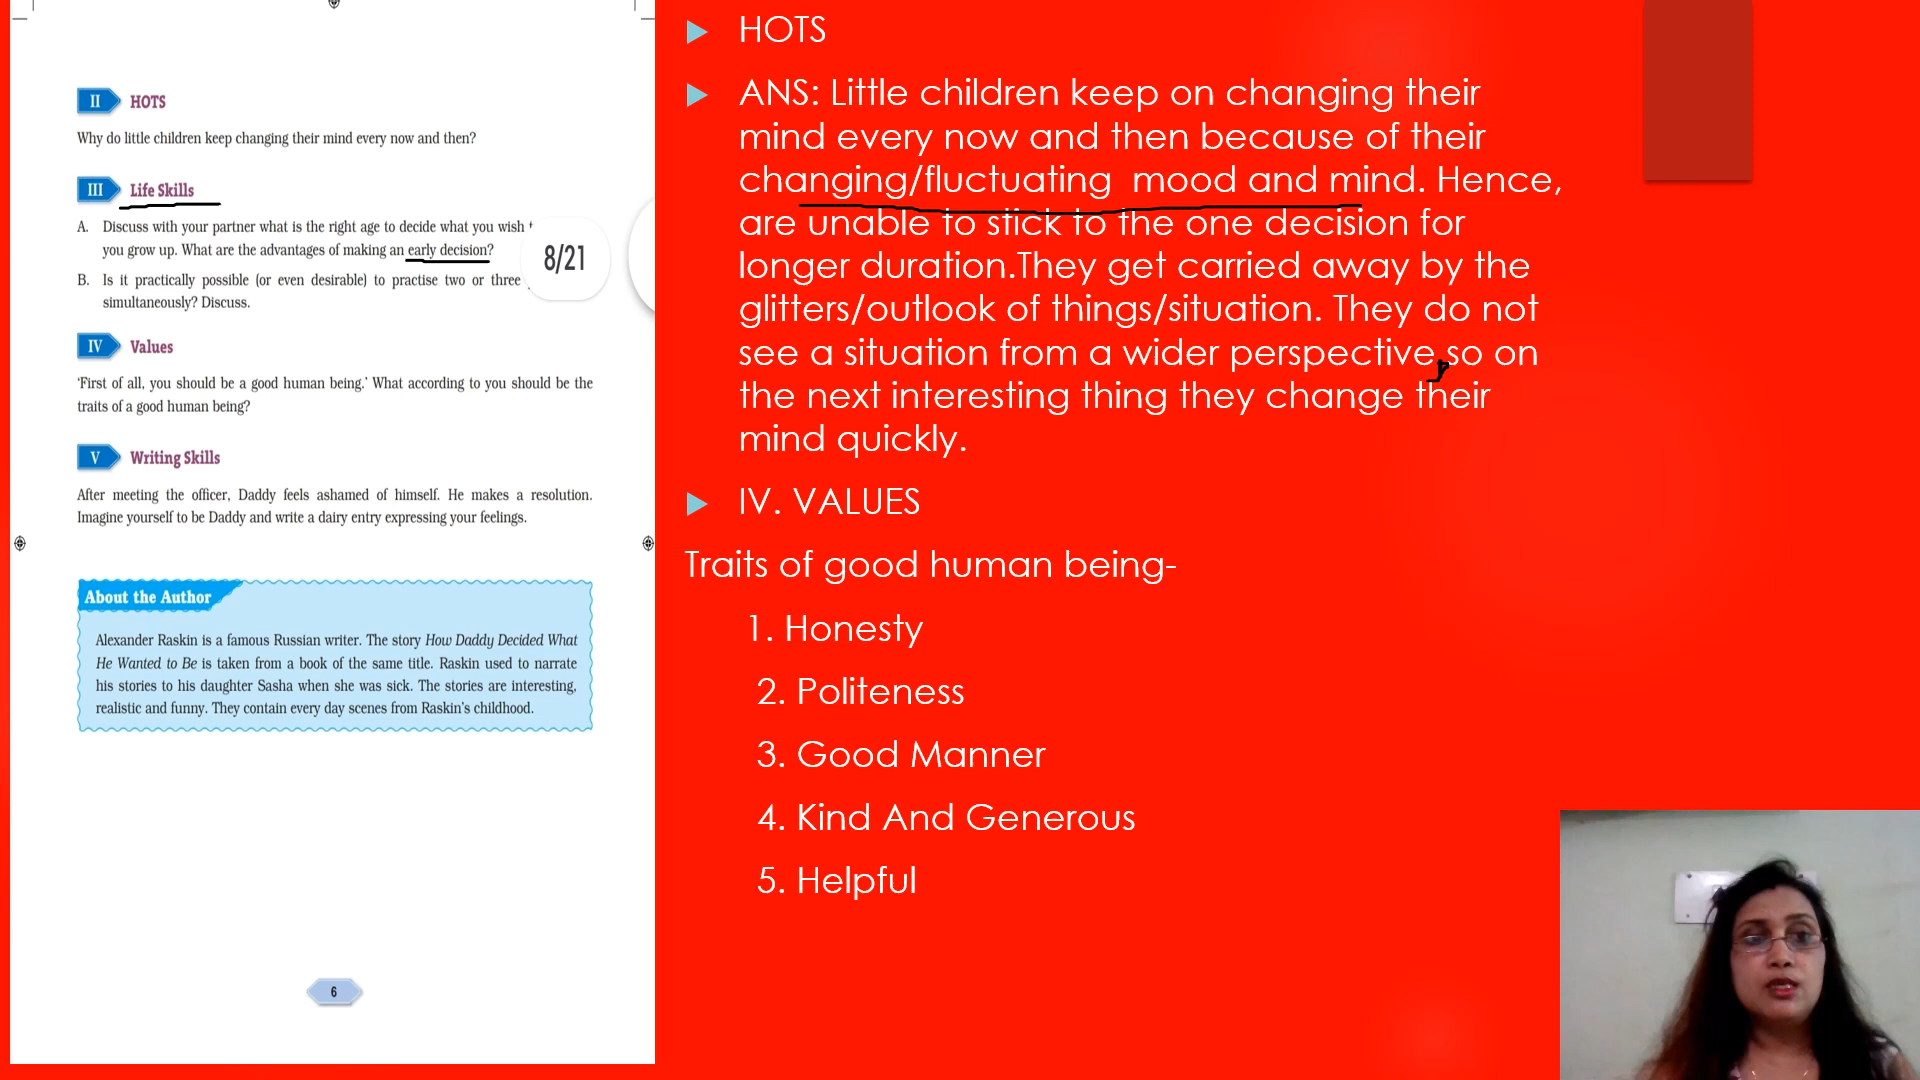 II HOTS
Why do little children keep changing their mind every now and then?
III Life Skills
A. Discuss with your partner what is the right age to decide what you wish
you grow up. What are the advantages of making an early decision?
B. Is it practically possible (or even desirable) to practise two or three
simultaneously? Discuss.
8/21
IV Values
‘First of all, you should be a good human being.’ What according to you should be the
traits of a good human being?
V Writing Skills
After meeting the officer, Daddy feels ashamed of himself. He makes a resolution.
Imagine yourself to be Daddy and write a dairy entry expressing your feelings.
About the Author
Alexander Raskin is a famous Russian writer. The story How Daddy Decided What
He Wanted to Be is taken from a book of the same title. Raskin used to narrate
his stories to his daughter Sasha when she was sick. The stories are interesting,
realistic and funny. They contain every day scenes from Raskin's childhood.
6
HOTS
ANS: Little children keep on changing their
mind every now and then because of their
changing/fluctuating mood and mind. Hence,
are unable to stick to the one decision for
longer duration.They get carried away by the
glitters/outlook of things/situation. They do not
see a situation from a wider perspective,so on
the next interesting thing they change their
mind quickly.
IV. VALUES
Traits of good human being-
1. Honesty
2. Politeness
3. Good Manner
4. Kind And Generous
5. Helpful